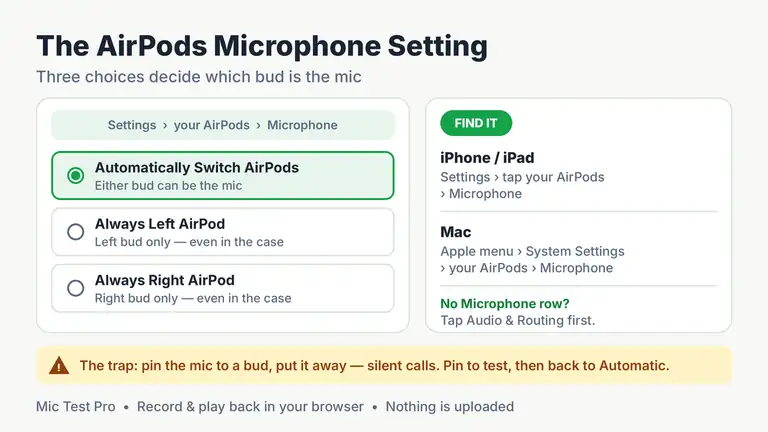 The AirPods Microphone Setting
Three choices decide which bud is the mic
Settings › your AirPods › Microphone
Automatically Switch AirPods
Either bud can be the mic
Always Left AirPod
Left bud only — even in the case
Always Right AirPod
Right bud only — even in the case
FIND IT
iPhone / iPad
Settings › tap your AirPods
› Microphone
Mac
Apple menu › System Settings
› your AirPods › Microphone
No Microphone row?
Tap Audio & Routing first.
The trap: pin the mic to a bud, put it away — silent calls. Pin to test, then back to Automatic.
Mic Test Pro • Record & play back in your browser • Nothing is uploaded